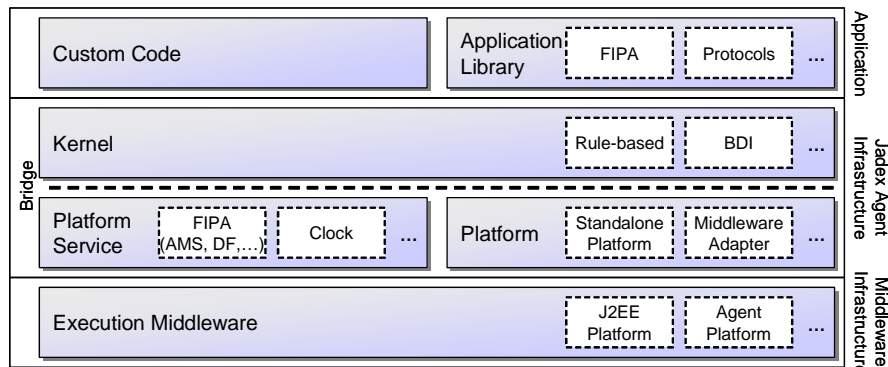 Custom Code
Application
Library
FIPA
Protocols
...
Application
Kernel
Rule-based
BDI
...
Bridge
Jadex Agent
Infrastructure
Platform
Service
FIPA
(AMS, DF,...)
Clock
...
Platform
Standalone
Platform
Middleware
Adapter
...
Execution Middleware
J2EE
Platform
Agent
Platform
...
Middleware
Infrastructure